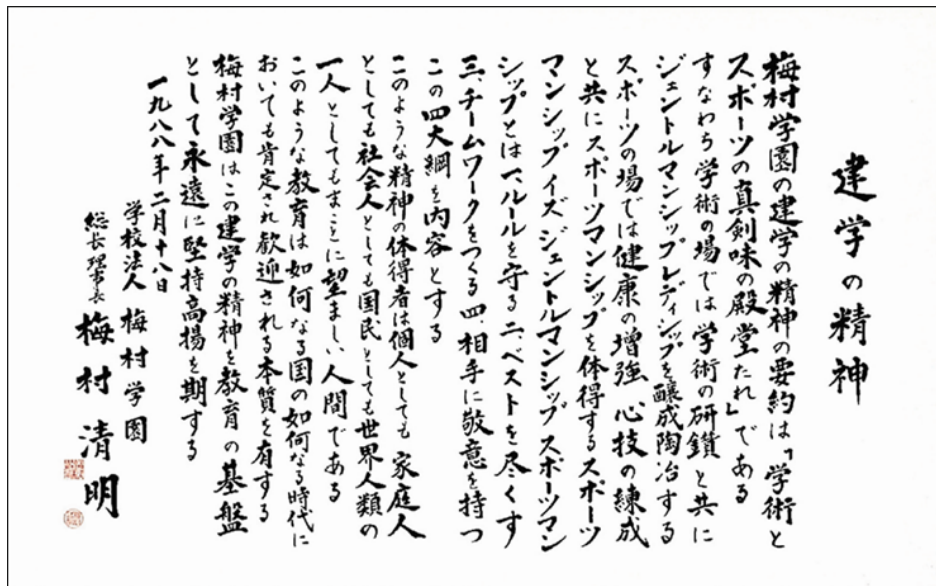 建学の精神
梅村学園の建学の精神の要約は「学術と
スポーツの真剣味の殿堂たれ」である
すなわち学術の場では学術の研鑽と共に
ジェントルマンシップレディシップを醸成陶冶する
スポーツの場では健康の増強、心技の練成
と共にスポーツマンシップを体得するスポーツ
マンシップイズジェントルマンシップスポーツマン
シップとは一、ルールを守る二、ベストを尽くす
三、チームワークをつくる四、相手に敬意を持つ
この四大綱を内容とする
このような精神の体得者は個人としても家庭人
としても社会人としても国民としても世界人類の
一人としてもまことに望ましい人間である
このような教育は如何なる国の如何なる時代に
おいても肯定され歓迎される本質を有する
梅村学園はこの建学の精神を教育の基盤
として永遠に堅持高揚を期する
一九八八年二月十八日
学校法人 梅村学園
総長理事長 梅村清明